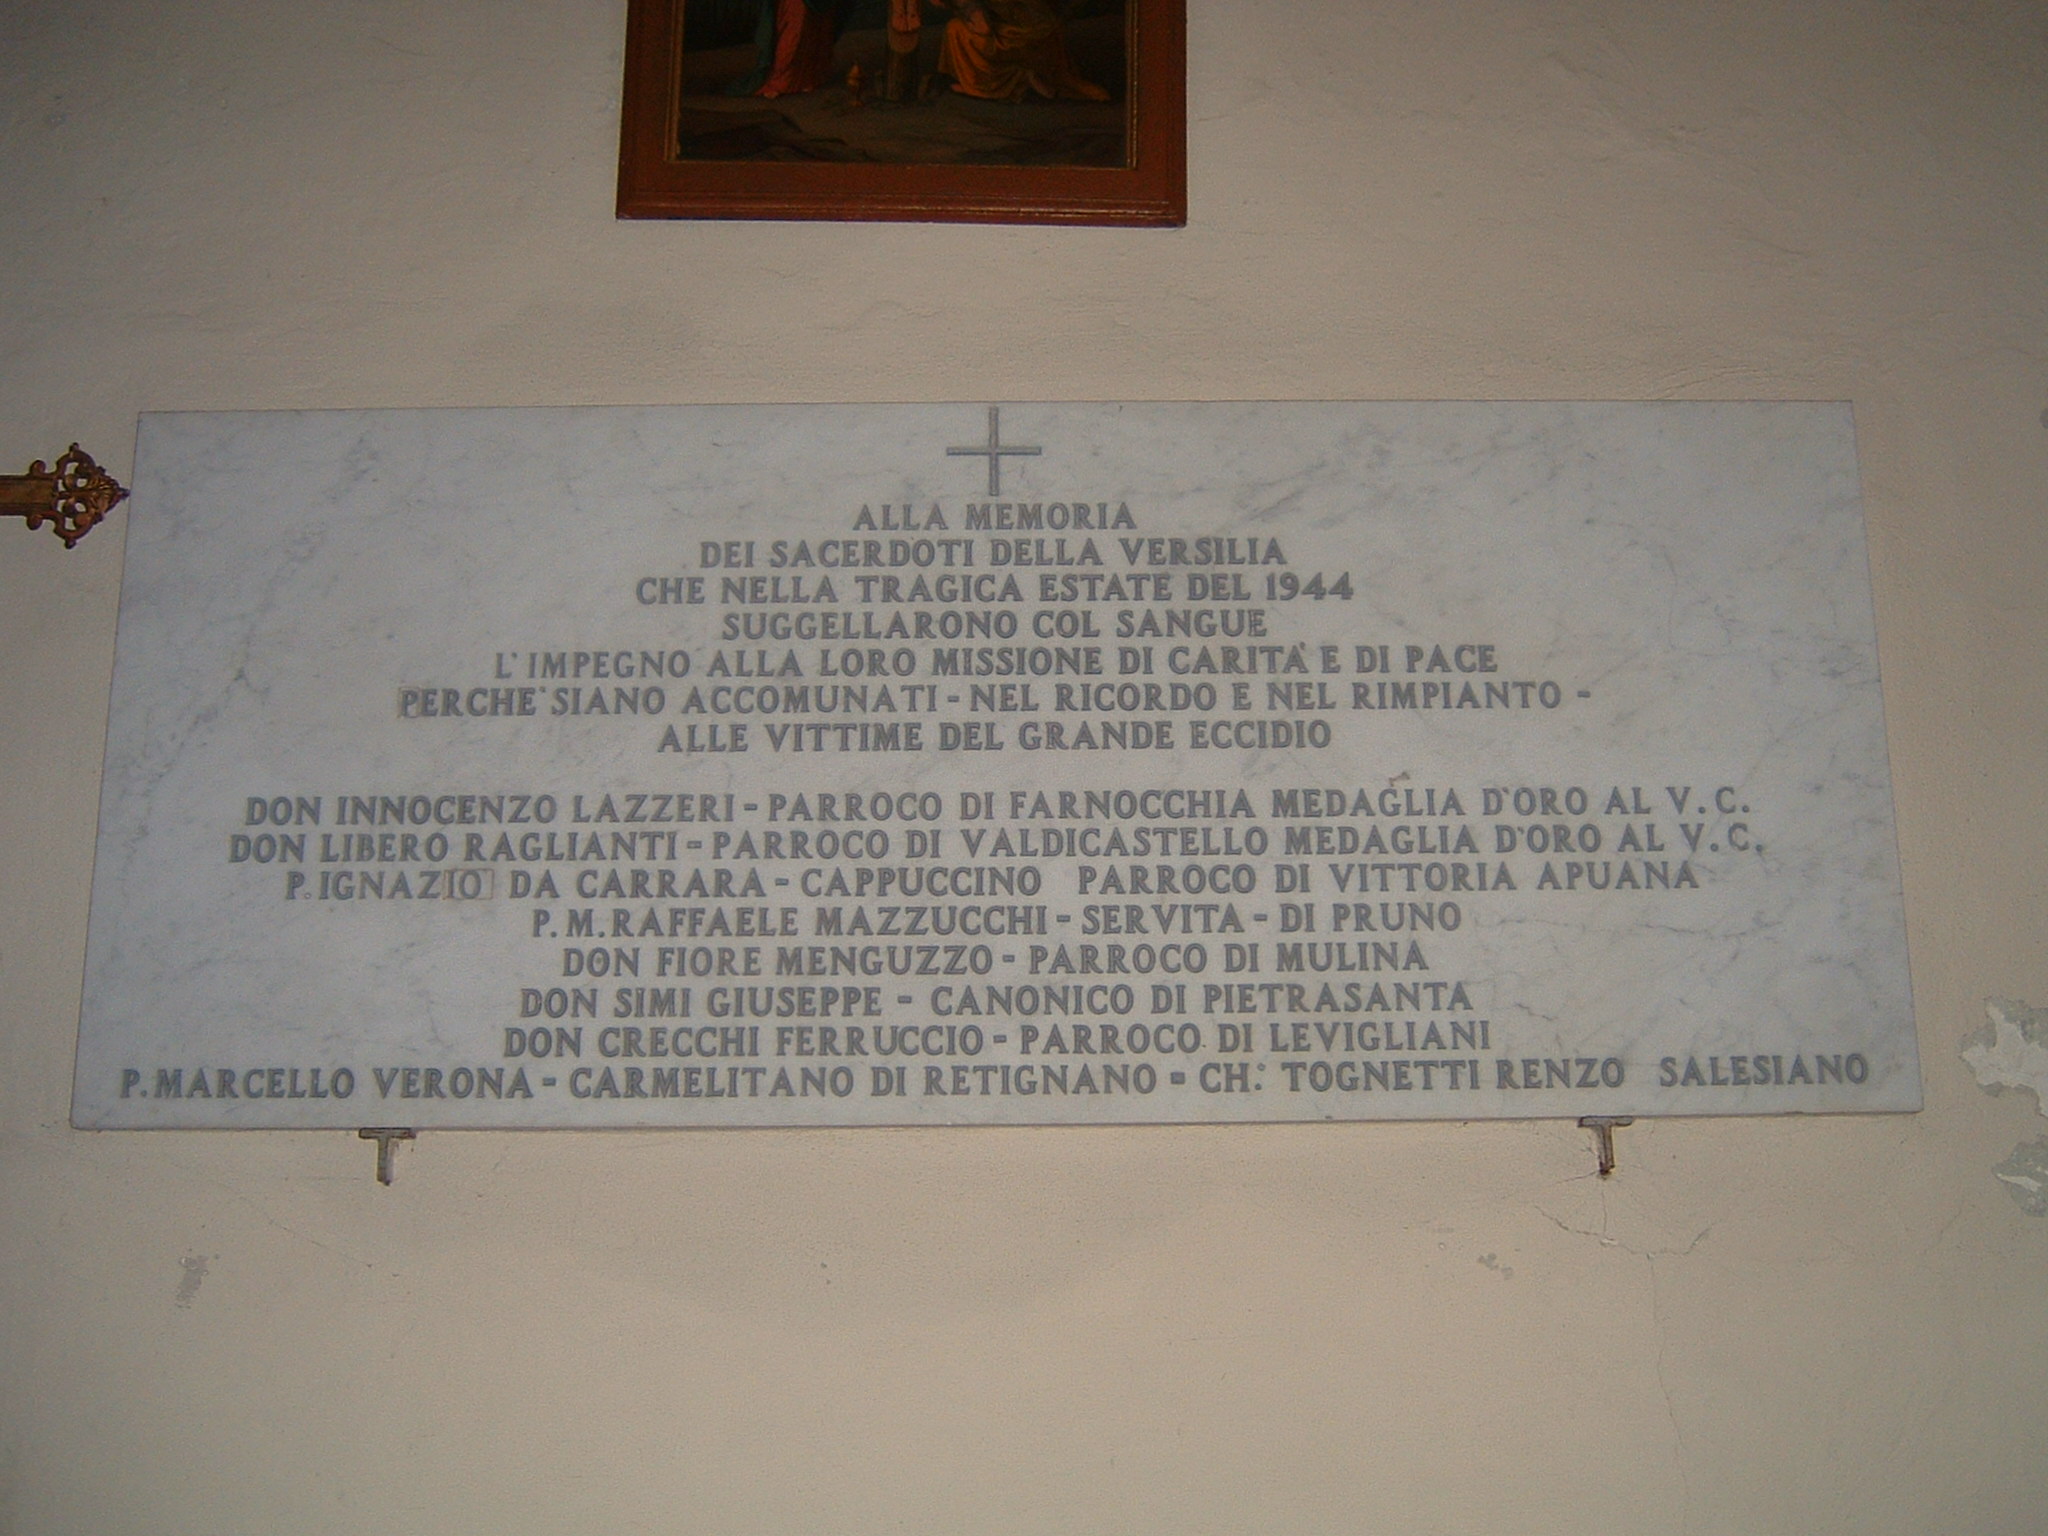 ALLA MEMORIA
DEI SACERDOTI DELLA VERSILIA
CHE NELLA TRAGICA ESTATE DEL 1944
SUGGELLARONO COL SANGUE
L'IMPEGNO ALLA LORO MISSIONE DI CARITA' E DI PACE
PERCHE' SIANO ACCOMUNATI - NEL RICORDO E NEL RIMPIANTO -
ALLE VITTIME DEL GRANDE ECCIDIO
DON INNOCENZO LAZZERI - PARROCO DI FARNOCCHIA MEDAGLIA D'ORO AL V.C.
DON LIBERO RAGLIANTI - PARROCO DI VALDICASTELLO MEDAGLIA D'ORO AL V.C.
P. IGNAZIO DA CARRARA - CAPPUCCINO PARROCO DI VITTORIA APUANA
P. M. RAFFAELE MAZZUCCHI - SERVITA - DI PRUNO
DON FIORE MENGUZZO - PARROCO DI MULINA
DON SIMI GIUSEPPE - CANONICO DI PIETRASANTA
DON CRECCHI FERRUCCIO - PARROCO DI LEVIGLIANI
P. MARCELLO VERONA - CARMELITANO DI RETIGNANO - CH: TOGNETTI RENZO SALESIANO